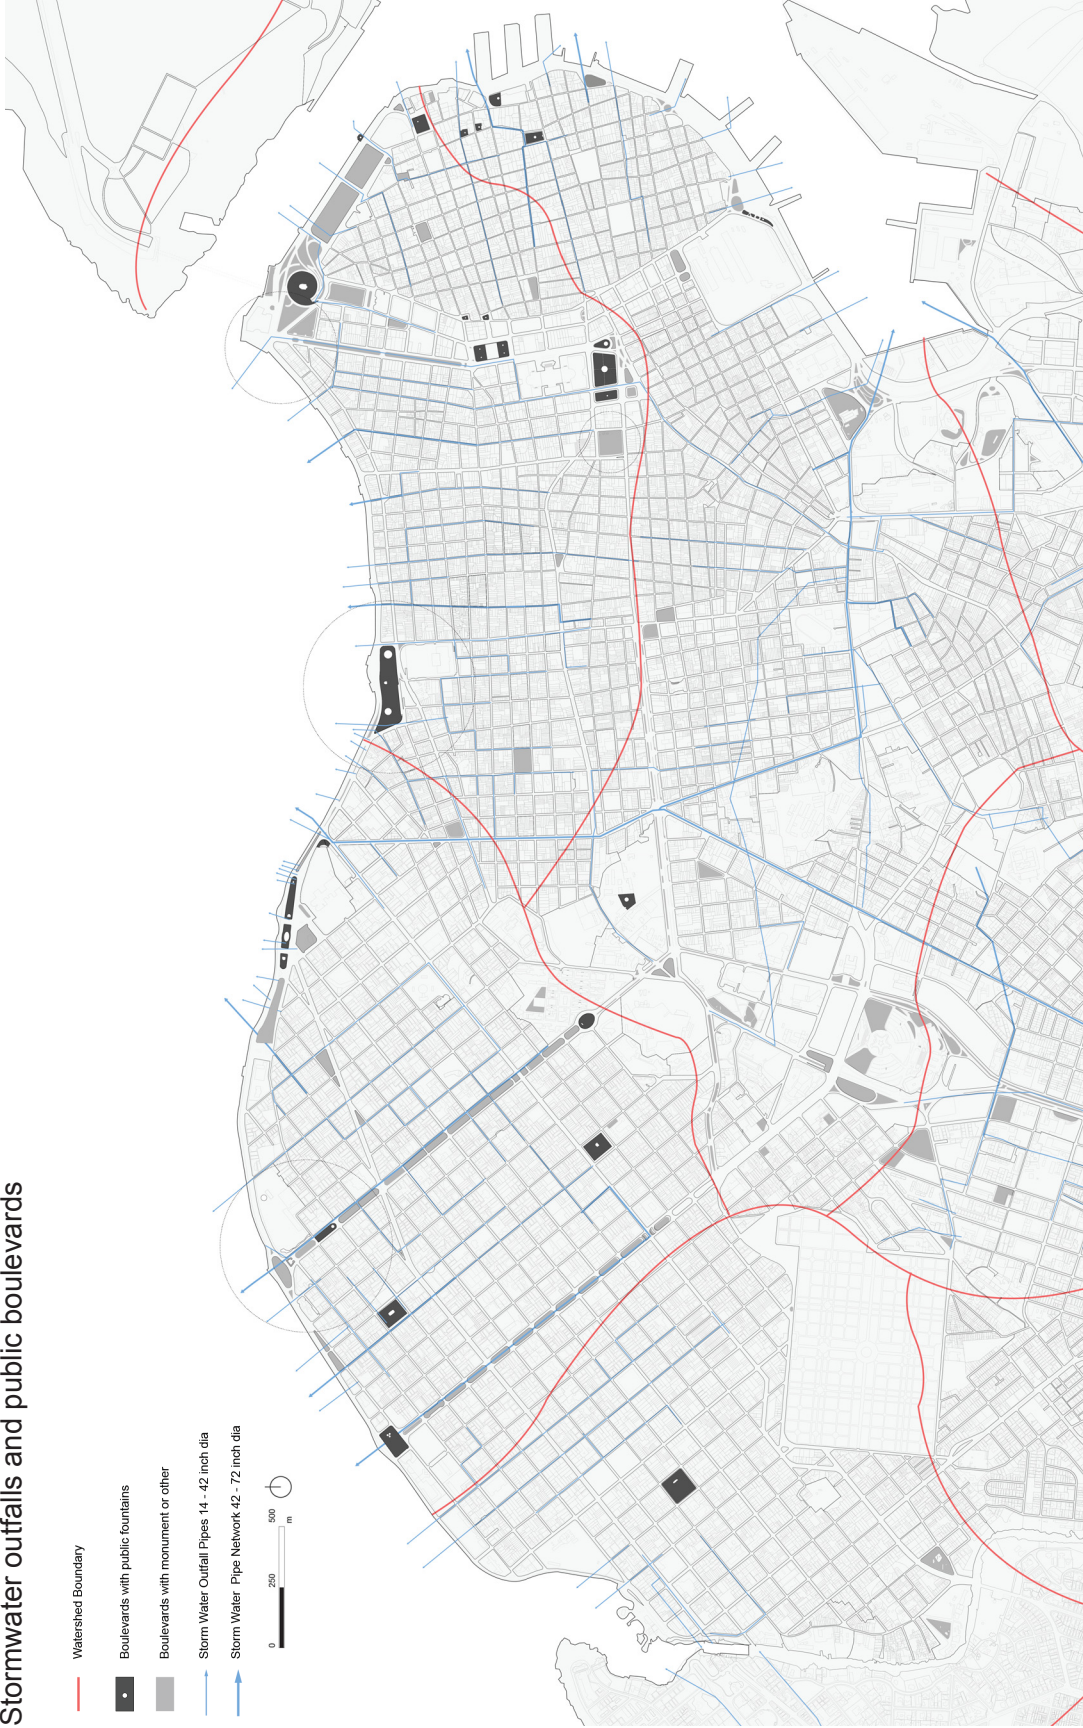 Stormwater outfalls and public boulevards
Watershed Boundary
Boulevards with public fountains
Boulevards with monument or other
Storm Water Outfall Pipes 14 - 42 inch dia
Storm Water Pipe Network 42 - 72 inch dia
0 250 500
m